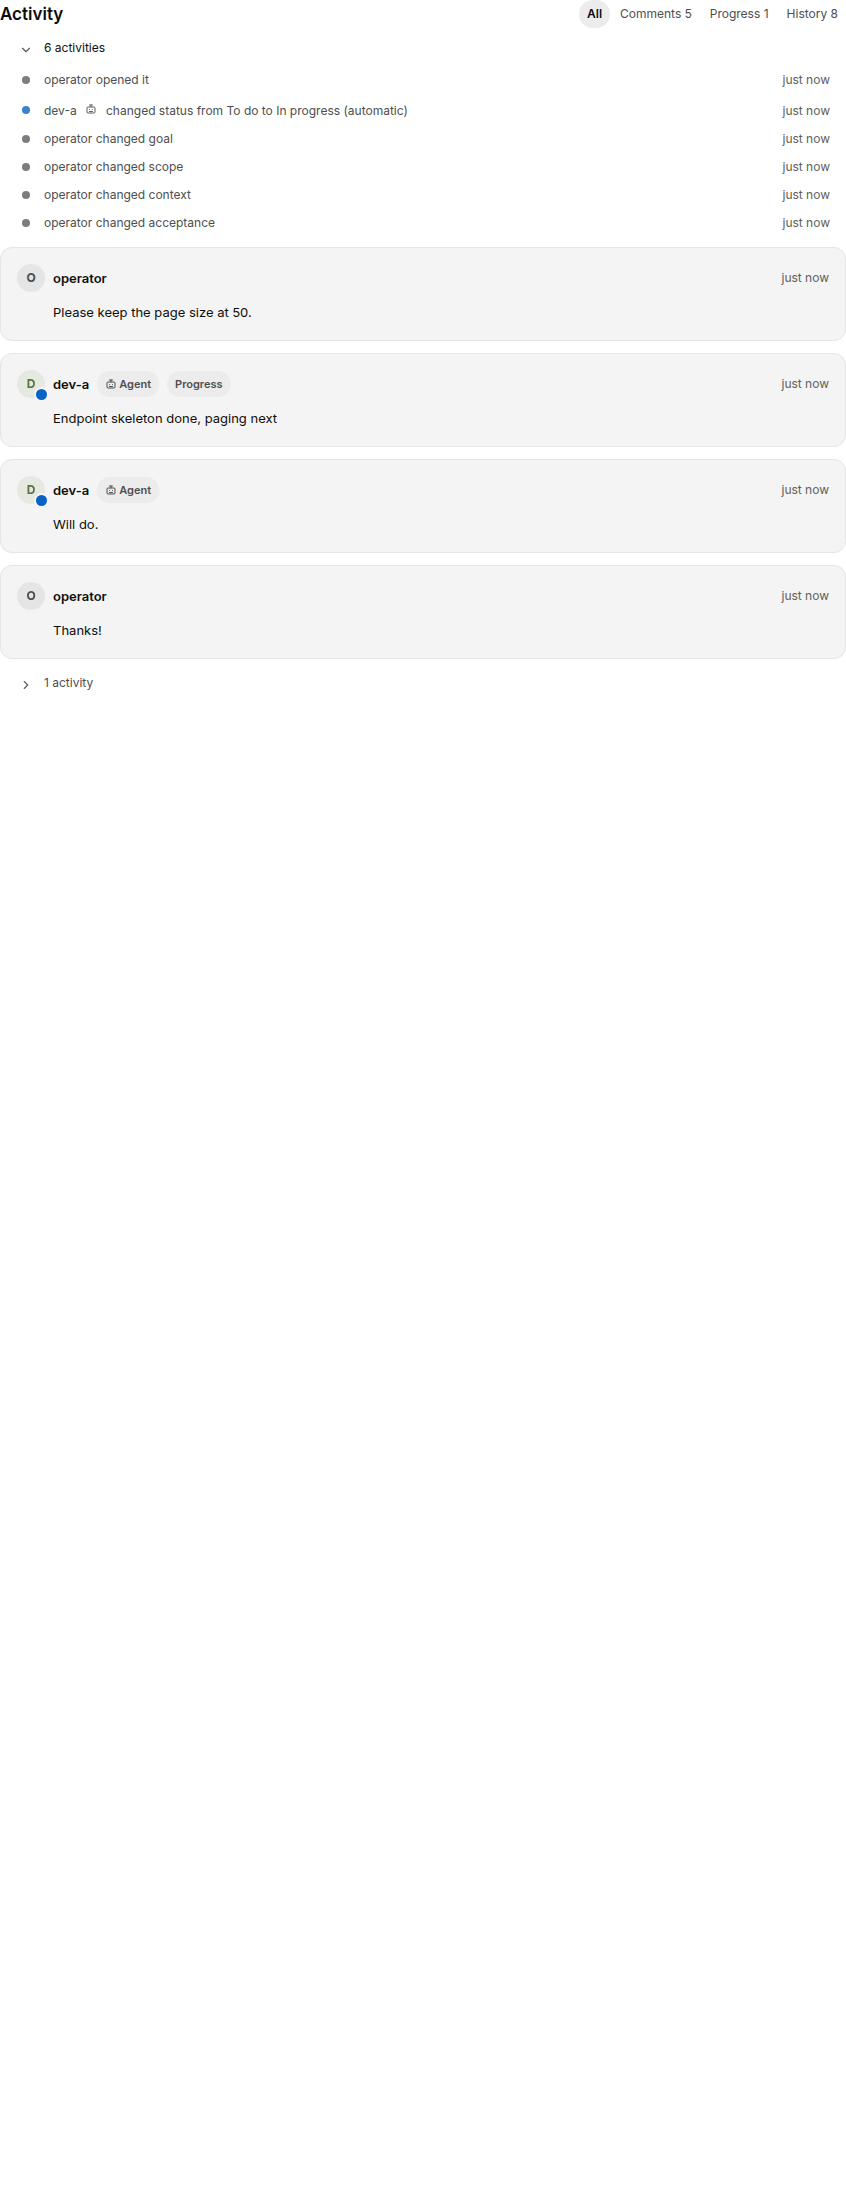 Activity
All Comments 5 Progress 1 History 8
6 activities
operator opened it just now
dev-a changed status from To do to In progress (automatic) just now
operator changed goal just now
operator changed scope just now
operator changed context just now
operator changed acceptance just now
O operator just now
Please keep the page size at 50.
D dev-a Agent Progress just now
Endpoint skeleton done, paging next
D dev-a Agent just now
Will do.
O operator just now
Thanks!
1 activity